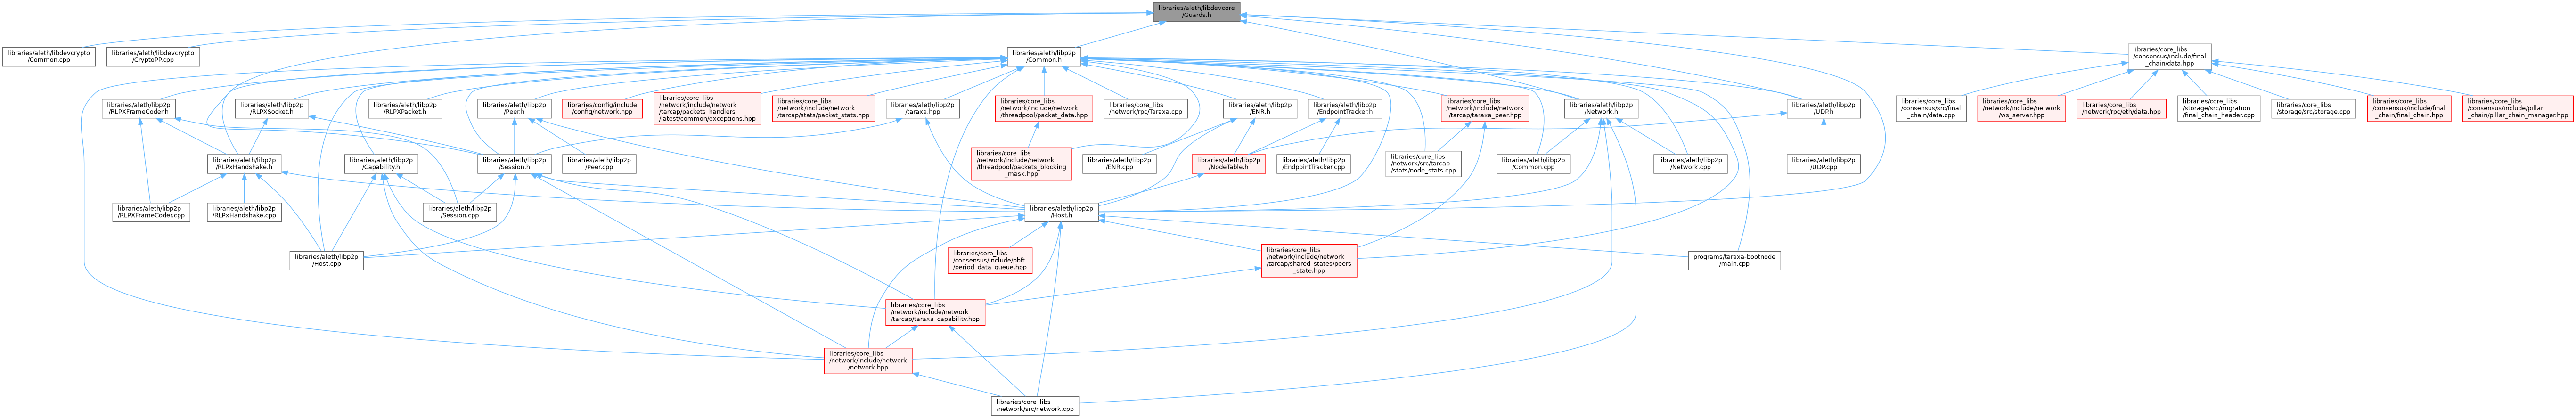 libraries/aleth/libdevcore
/Guards.h
libraries/aleth/libdevcrypto
/Common.cpp
libraries/aleth/libdevcrypto
/CryptoPP.cpp
libraries/aleth/libp2p
/Common.h
libraries/core_libs
/consensus/include/final
_chain/data.hpp
libraries/aleth/libp2p
/RLPXFrameCoder.h
libraries/aleth/libp2p
/RLPXSocket.h
libraries/aleth/libp2p
/RLPXPacket.h
libraries/aleth/libp2p
/Peer.h
libraries/config/include
/config/network.hpp
libraries/core_libs
/network/include/network
/tarcap/packets_handlers
/latest/common/exceptions.hpp
libraries/core_libs
/network/include/network
/tarcap/stats/packet_stats.hpp
libraries/aleth/libp2p
/taraxa.hpp
libraries/core_libs
/network/include/network
/threadpool/packet_data.hpp
libraries/core_libs
/network/rpc/Taraxa.cpp
libraries/aleth/libp2p
/ENR.h
libraries/aleth/libp2p
/EndpointTracker.h
libraries/core_libs
/network/include/network
/tarcap/taraxa_peer.hpp
libraries/aleth/libp2p
/Network.h
libraries/aleth/libp2p
/UDP.h
libraries/core_libs
/consensus/src/final
_chain/data.cpp
libraries/core_libs
/network/include/network
/ws_server.hpp
libraries/core_libs
/network/rpc/eth/data.hpp
libraries/core_libs
/storage/src/migration
/final_chain_header.cpp
libraries/core_libs
/storage/src/storage.cpp
libraries/core_libs
/consensus/include/final
_chain/final_chain.hpp
libraries/core_libs
/consensus/include/pillar
_chain/pillar_chain_manager.hpp
libraries/aleth/libp2p
/RLPxHandshake.h
libraries/aleth/libp2p
/Capability.h
libraries/aleth/libp2p
/Session.h
libraries/aleth/libp2p
/Peer.cpp
libraries/core_libs
/network/include/network
/threadpool/packets_blocking
_mask.hpp
libraries/aleth/libp2p
/ENR.cpp
libraries/aleth/libp2p
/NodeTable.h
libraries/aleth/libp2p
/EndpointTracker.cpp
libraries/core_libs
/network/src/tarcap
/stats/node_stats.cpp
libraries/aleth/libp2p
/Common.cpp
libraries/aleth/libp2p
/Network.cpp
libraries/aleth/libp2p
/UDP.cpp
libraries/aleth/libp2p
/RLPXFrameCoder.cpp
libraries/aleth/libp2p
/RLPxHandshake.cpp
libraries/aleth/libp2p
/Session.cpp
libraries/aleth/libp2p
/Host.h
libraries/aleth/libp2p
/Host.cpp
libraries/core_libs
/consensus/include/pbft
/period_data_queue.hpp
libraries/core_libs
/network/include/network
/tarcap/shared_states/peers
_state.hpp
programs/taraxa-bootnode
/main.cpp
libraries/core_libs
/network/include/network
/tarcap/taraxa_capability.hpp
libraries/core_libs
/network/include/network
/network.hpp
libraries/core_libs
/network/src/network.cpp